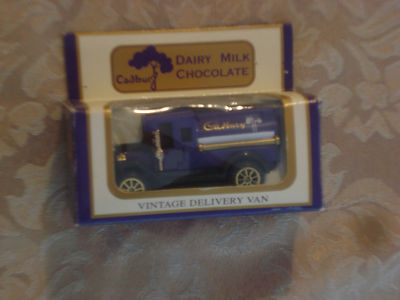 Cadbury
DAIRY MILK
CHOCOLATE
Cadbury
VINTAGE DELIVERY VAN